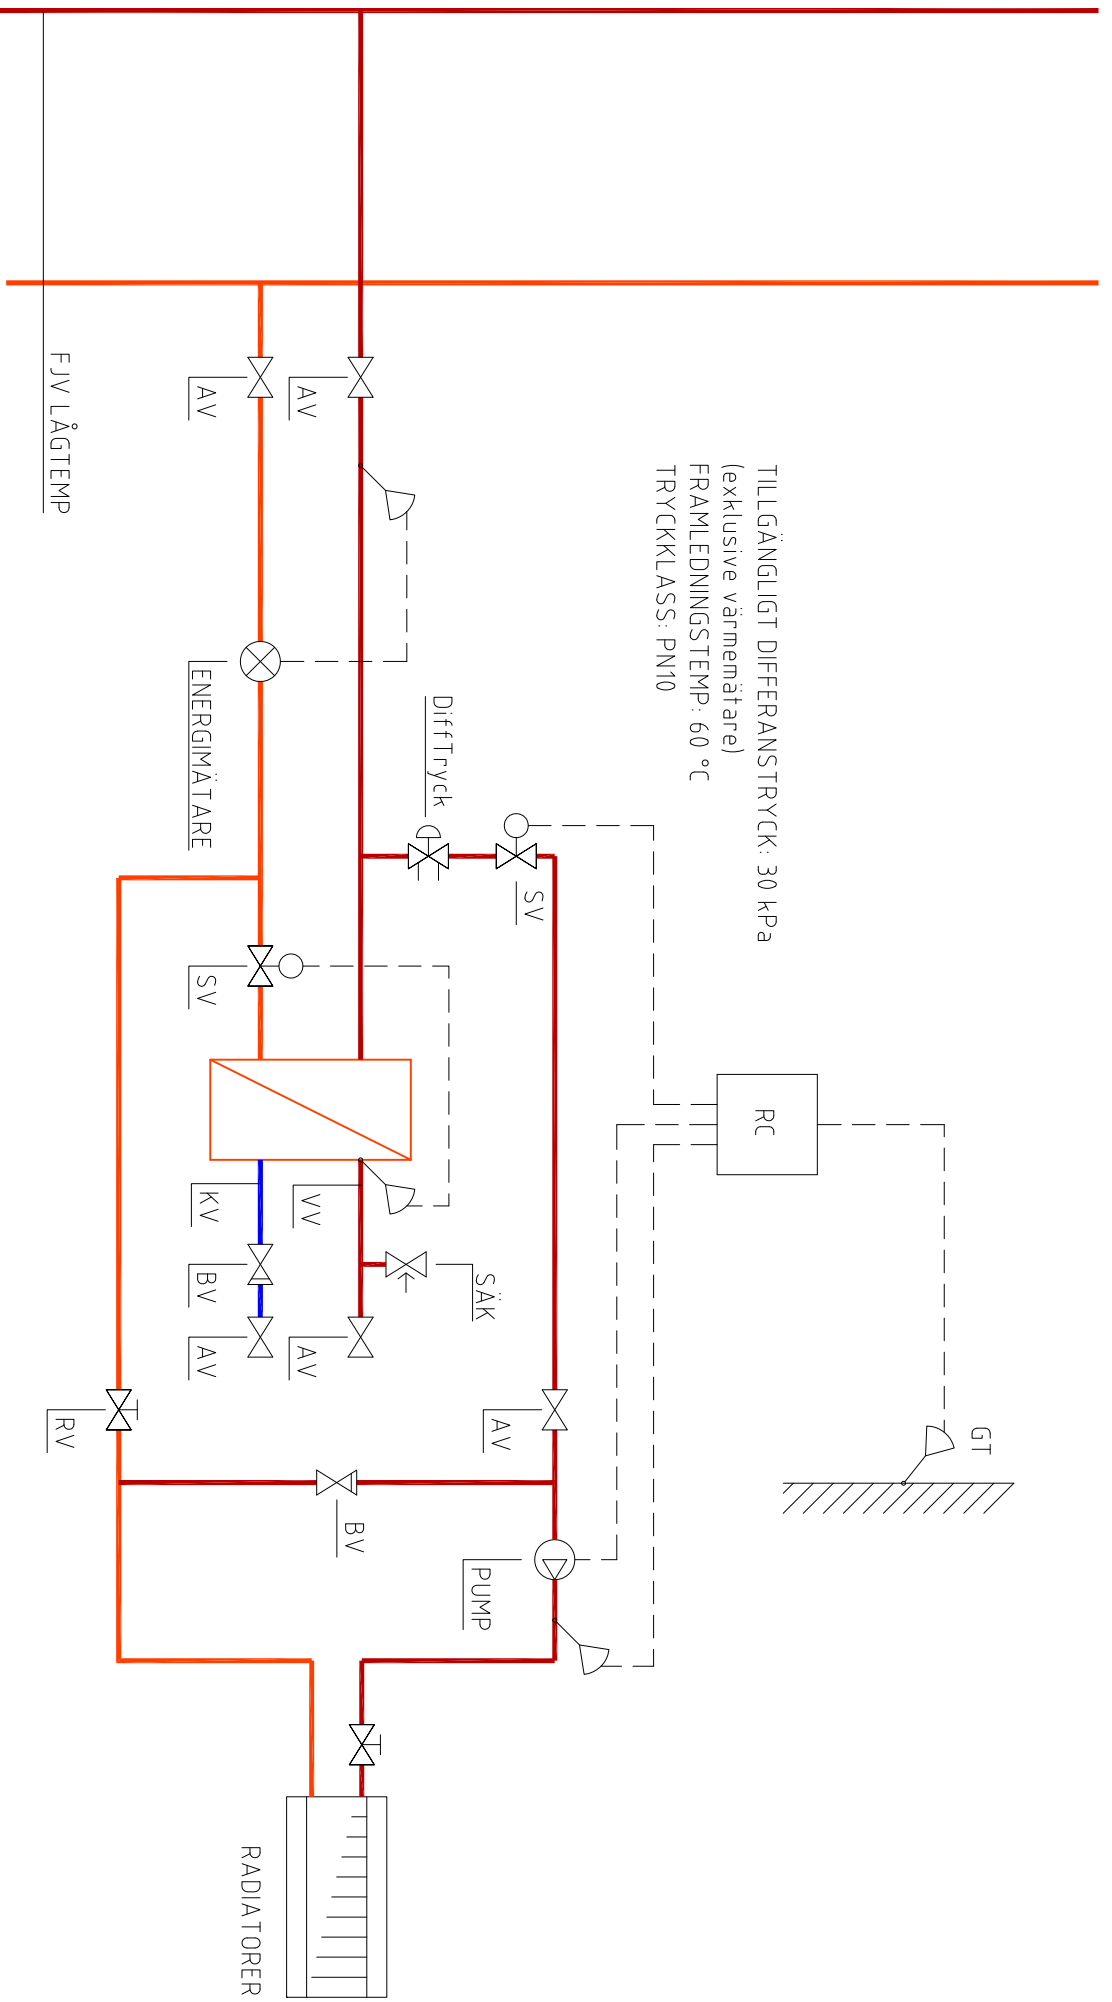 TILLGÄNGLIGT DIFFERANSTRYCK: 30 kPa
(exklusive värmemätare)
FRAMLEDNINGSTEMP: 60 °C
TRYCKKLASS: PN10
GT
RC
SV
DiffTryck
AV
PUMP
SÄK
BV
AV
VV
AV
AV
SV
ENERGIMÄTARE
KV
BV
AV
RADIATORER
RV
FJV LÅGTEMP